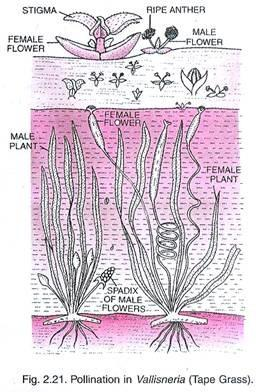 STIGMA
RIPE ANTHER
FEMALE
FLOWER
MALE
FLOWER
FEMALE
FLOWER
MALE
PLANT
FEMALE
PLANT
SPADIX
OF MALE
FLOWERS
Fig. 2.21. Pollination in Vallisneria (Tape Grass).